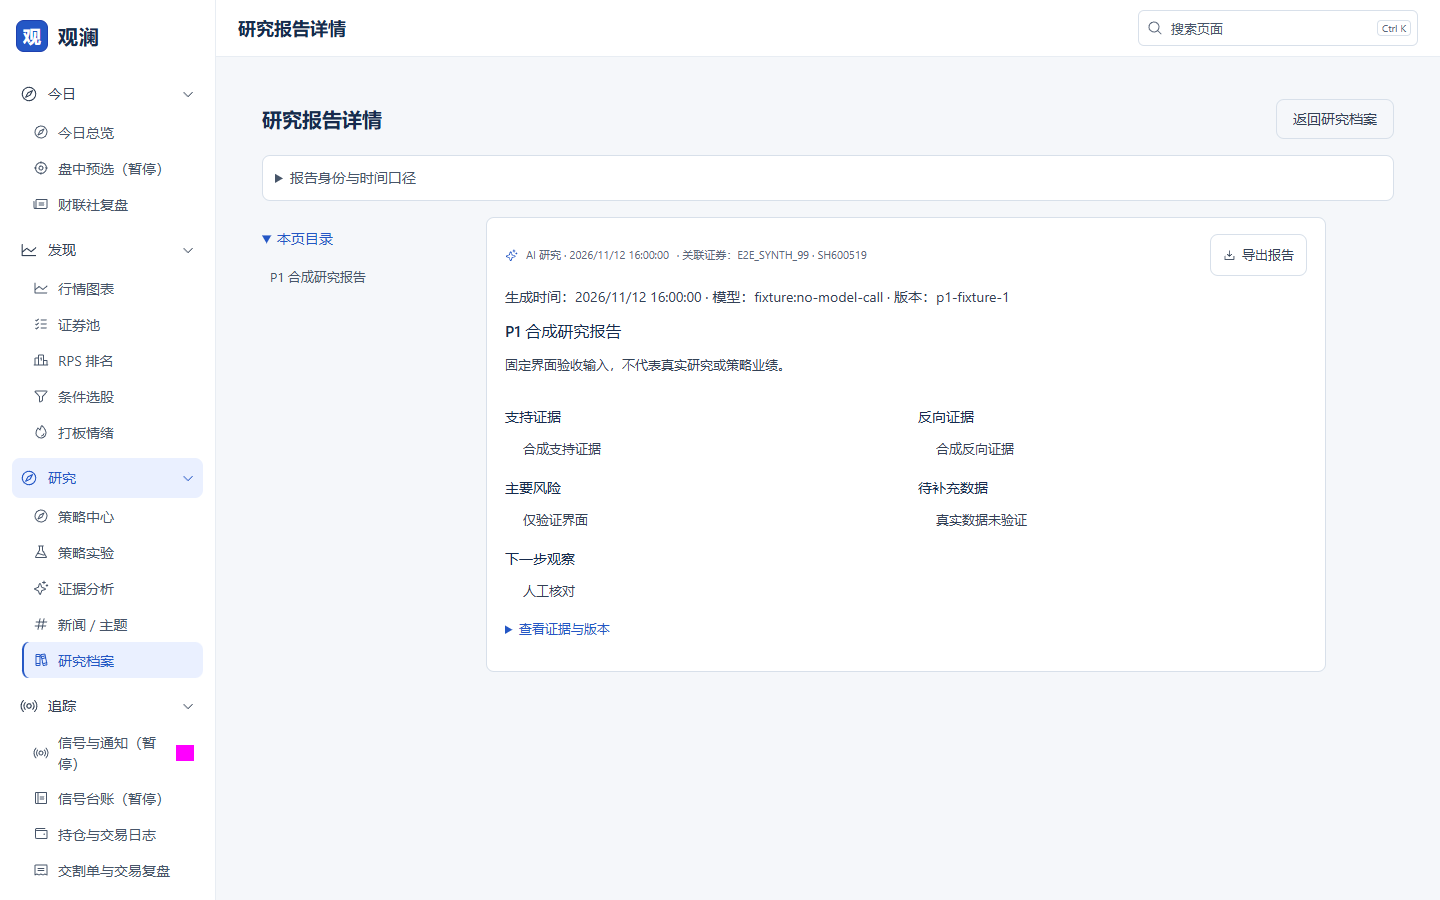 观 观澜
研究报告详情
搜索页面
Ctrl K
今日
今日总览
盘中预选（暂停）
财联社复盘
发现
行情图表
证券池
RPS 排名
条件选股
打板情绪
研究
策略中心
策略实验
证据分析
新闻 / 主题
研究档案
追踪
信号与通知（暂
停）
信号台账（暂停）
持仓与交易日志
交割单与交易复盘
研究报告详情
返回研究档案
报告身份与时间口径
本页目录
P1 合成研究报告
AI 研究 · 2026/11/12 16:00:00 · 关联证券：E2E_SYNTH_99 · SH600519
导出报告
生成时间：2026/11/12 16:00:00 · 模型：fixture:no-model-call · 版本：p1-fixture-1
P1 合成研究报告
固定界面验收输入，不代表真实研究或策略业绩。
支持证据
合成支持证据
反向证据
合成反向证据
主要风险
仅验证界面
待补充数据
真实数据未验证
下一步观察
人工核对
查看证据与版本